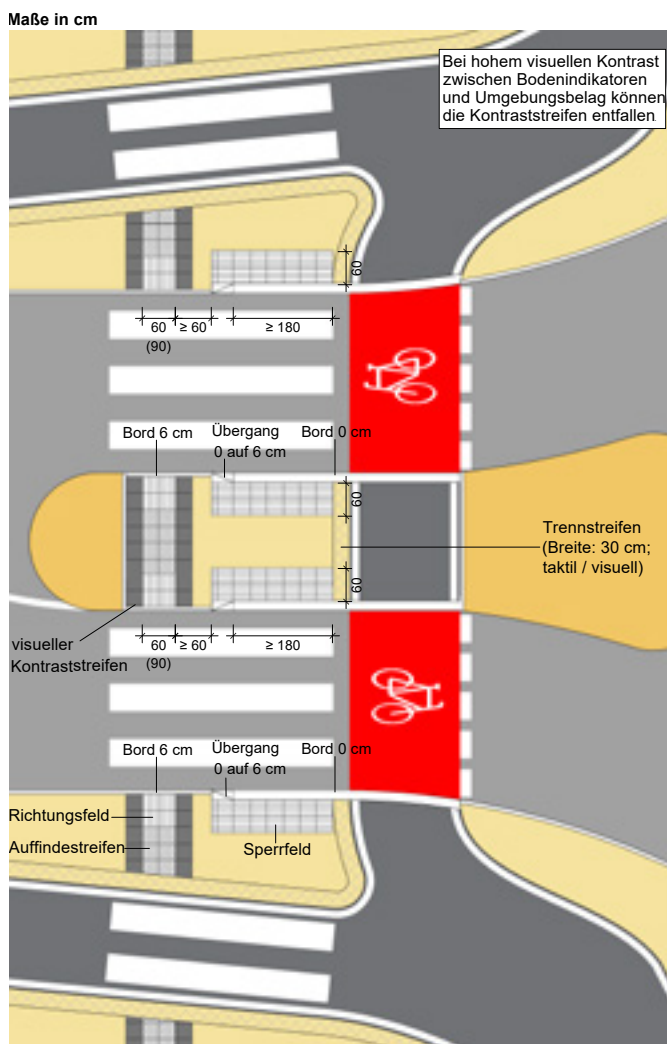 Maße in cm
Bei hohem visuellen Kontrast
zwischen Bodenindikatoren
und Umgebungsbelag können
die Kontraststreifen entfallen
60
60
≥ 60
≥ 180
(90)
Bord 6 cm
Übergang
0 auf 6 cm
Bord 0 cm
60
Trennstreifen
(Breite: 30 cm;
taktil / visuell)
60
visueller
Kontraststreifen
60
≥ 60
≥ 180
(90)
Bord 6 cm
Übergang
0 auf 6 cm
Bord 0 cm
Richtungsfeld
Auffindestreifen
Sperrfeld